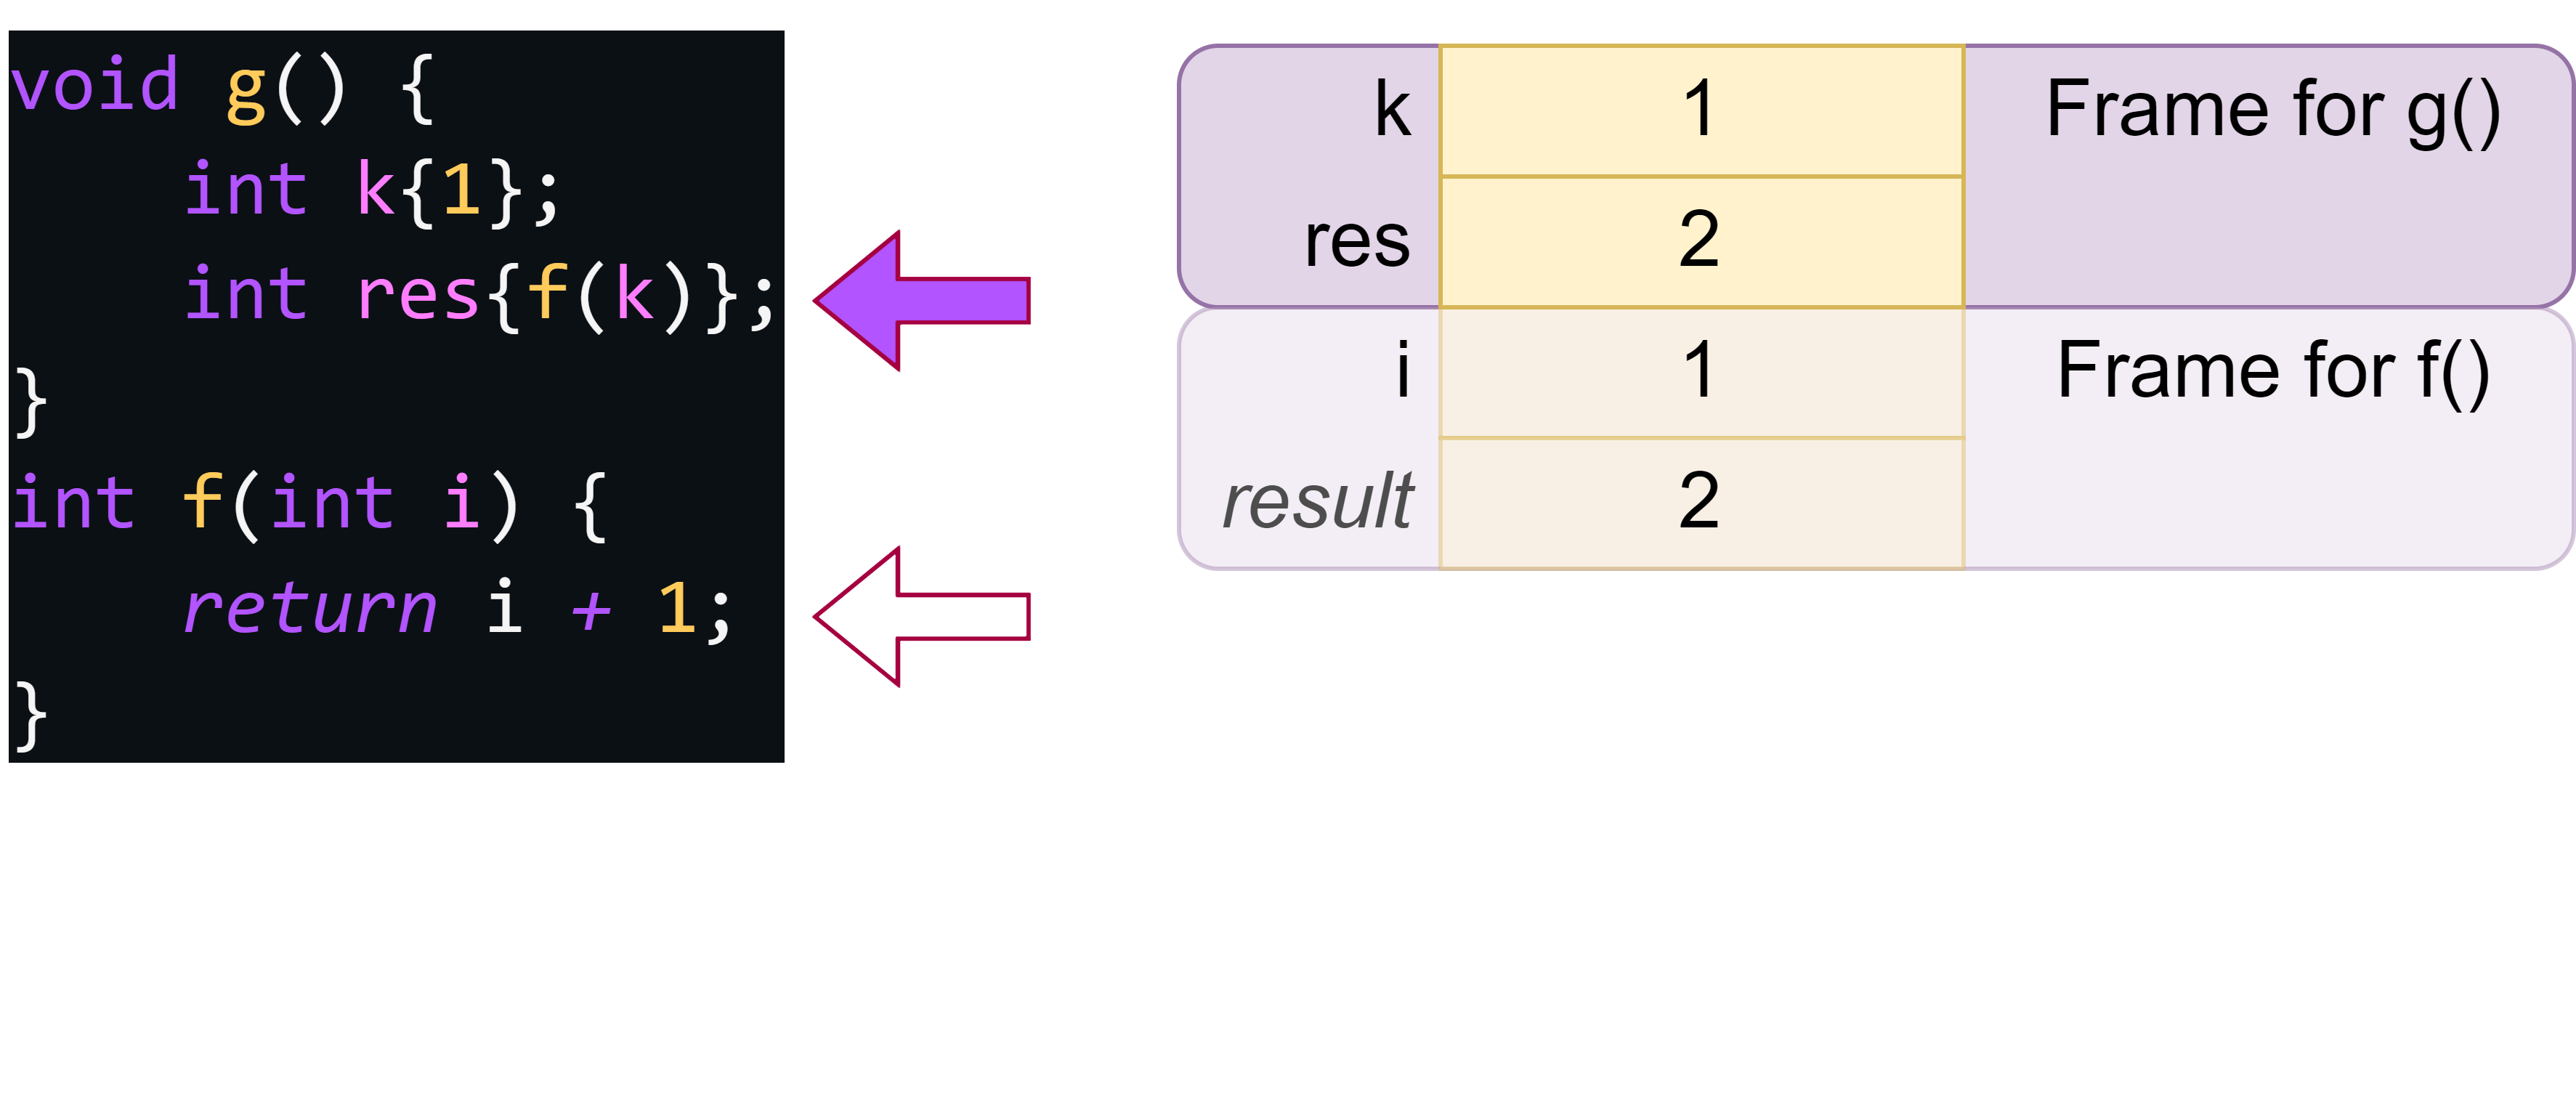 void g() {
    int k{1};
    int res{f(k)};
}
int f(int i) {
    return i + 1;
}
k 1 Frame for g()
res 2
i 1 Frame for f()
result 2